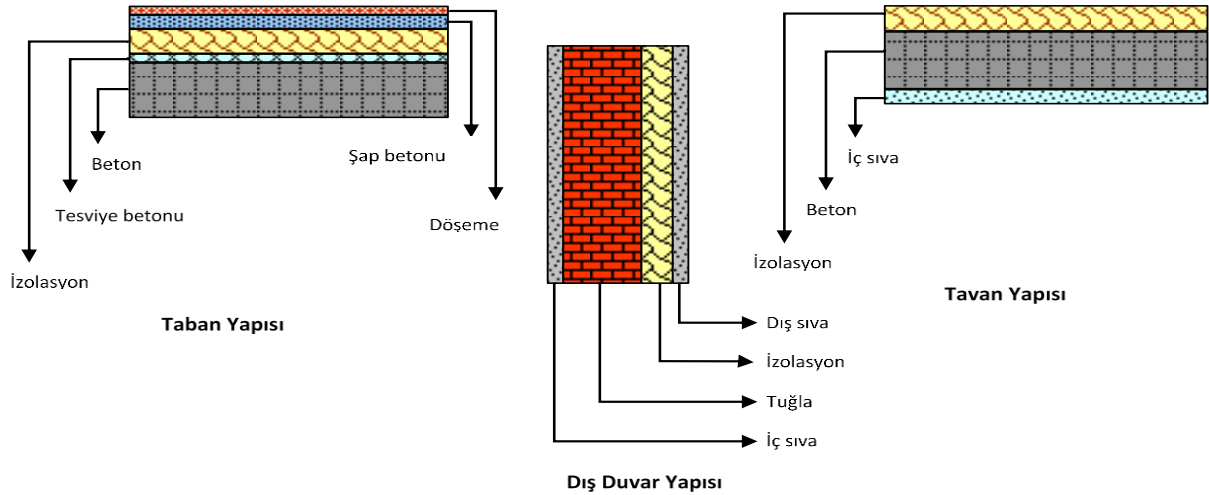 Beton
Şap betonu
Tesviye betonu
Döşeme
İzolasyon
Taban Yapısı
Dış sıva
İzolasyon
Tuğla
İç sıva
Dış Duvar Yapısı
İç sıva
Beton
İzolasyon
Tavan Yapısı